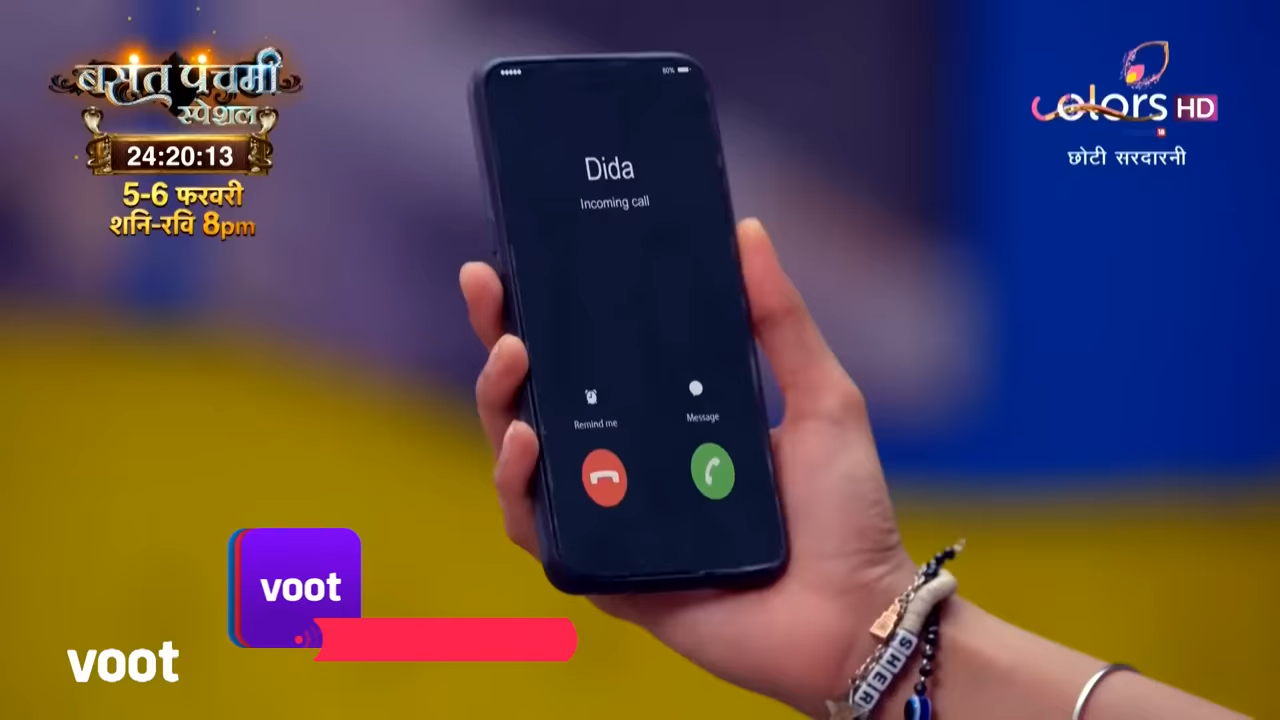 बसंत पंचमी
स्पेशल
24:20:13
5-6 फरवरी
शनि-रवि 8pm
colors HD
छोटी सरदारनी
80%
Dida
Incoming call
Remind me
Message
voot
voot
SHER